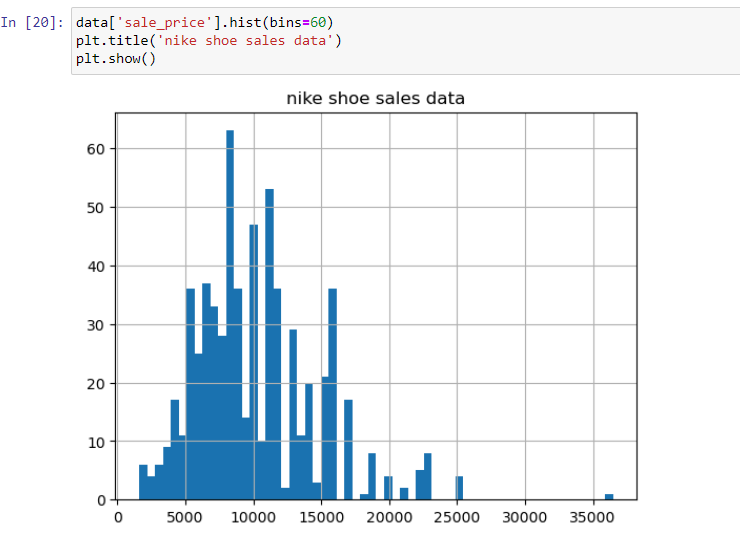 In [20]: data['sale_price'].hist(bins=60)
plt.title('nike shoe sales data')
plt.show()
nike shoe sales data
60
50
40
30
20
10
0
0 5000 10000 15000 20000 25000 30000 35000